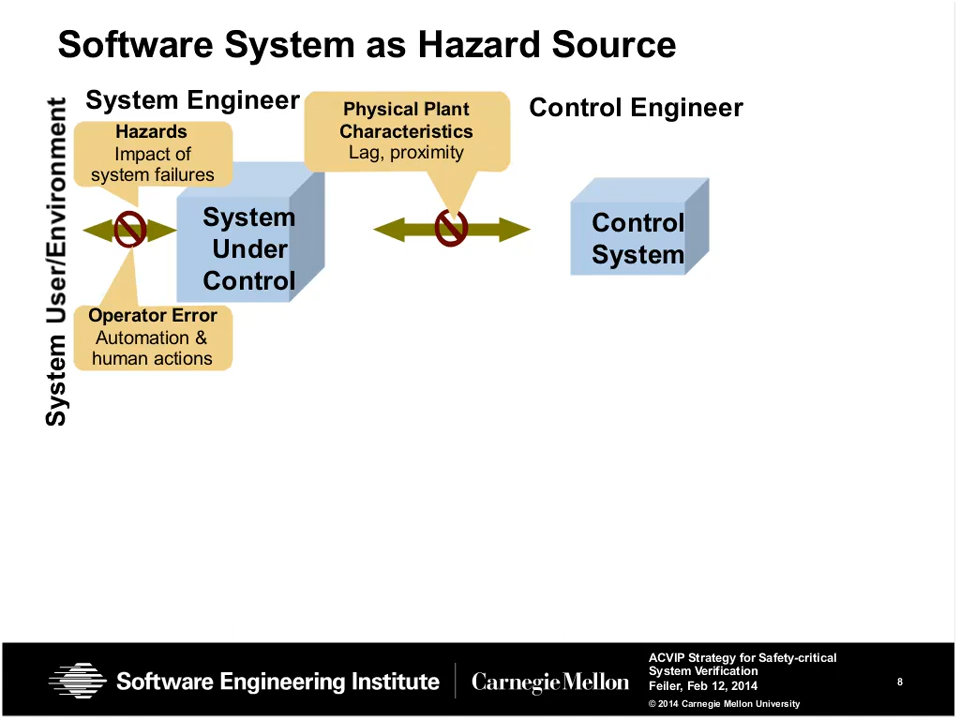 Software System as Hazard Source
System User/Environment
System Engineer
Hazards
Impact of
system failures
Physical Plant
Characteristics
Lag, proximity
Control Engineer
System
Under
Control
Control
System
Operator Error
Automation &
human actions
Software Engineering Institute
Carnegie Mellon
ACVIP Strategy for Safety-critical
System Verification
Feiler, Feb 12, 2014
© 2014 Carnegie Mellon University
8